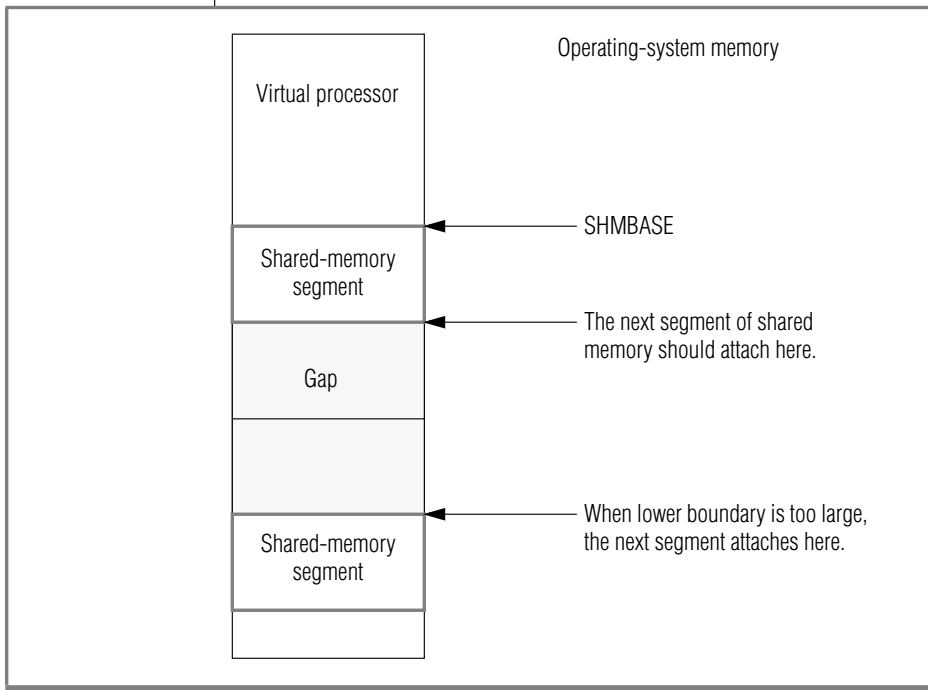 Operating-system memory
Virtual processor
SHMBASE
Shared-memory
segment
The next segment of shared
memory should attach here.
Gap
When lower boundary is too large,
the next segment attaches here.
Shared-memory
segment